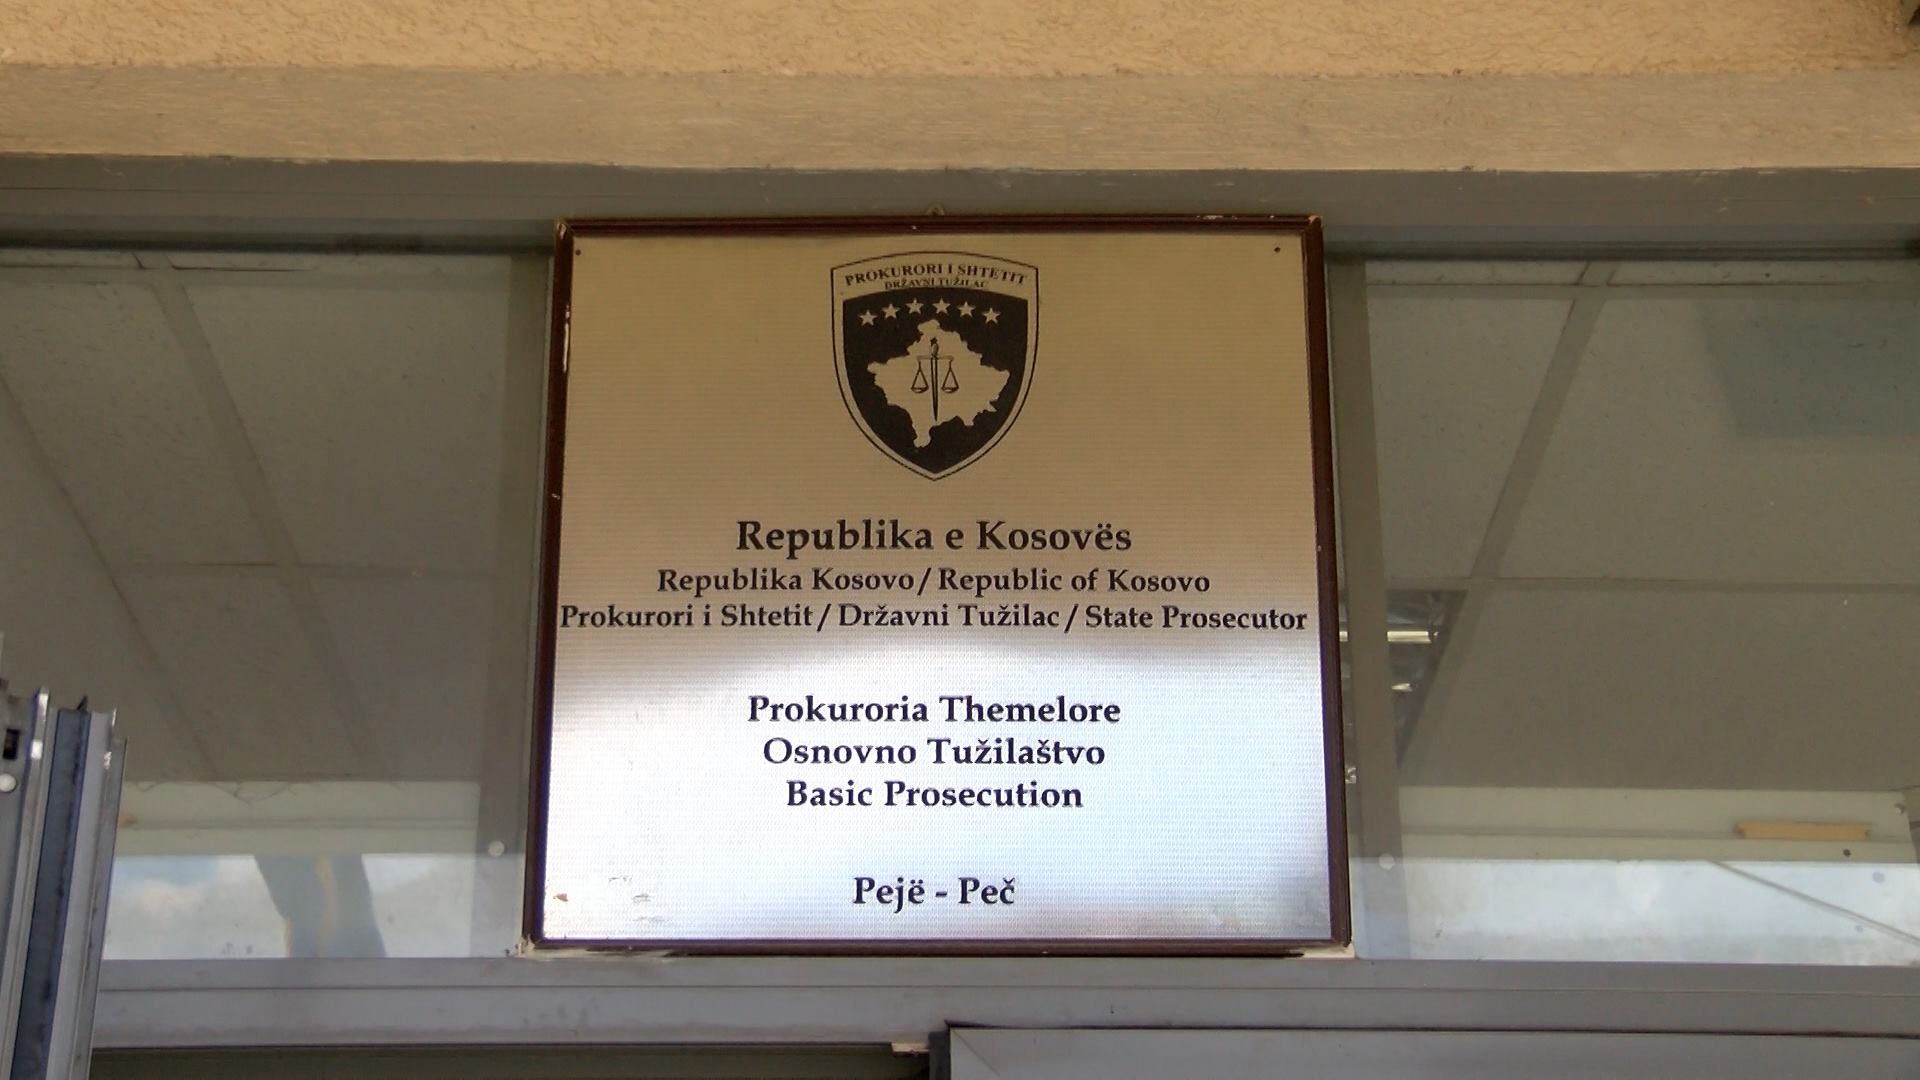 PROKURORI I SHTETIT
DRŽAVNI TUŽILAC
Republika e Kosovës
Republika Kosovo / Republic of Kosovo
Prokurori i Shtetit / Državni Tužilac / State Prosecutor
Prokuroria Themelore
Osnovno Tužilaštvo
Basic Prosecution
Pejë - Peč